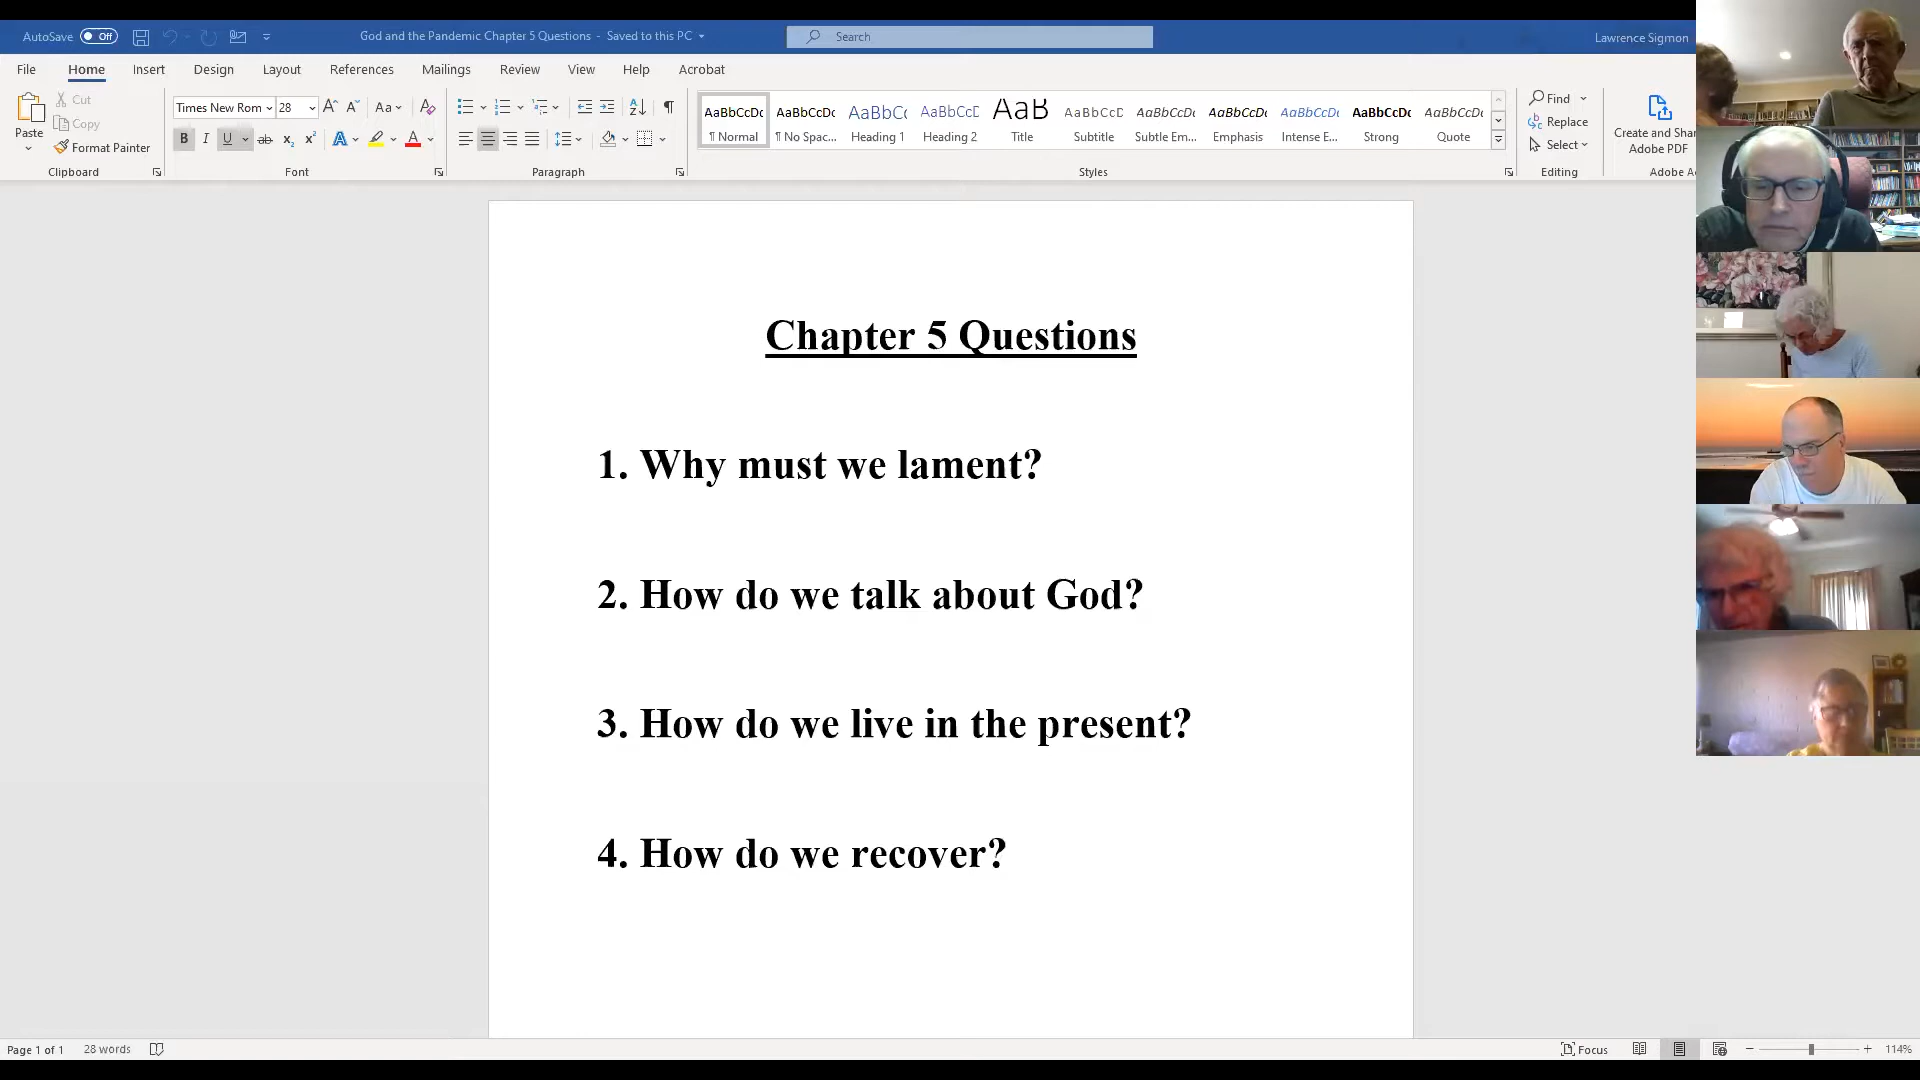 AutoSave Off God and the Pandemic Chapter 5 Questions - Saved to this PC Search Lawrence Sigmon
File Home Insert Design Layout References Mailings Review View Help Acrobat
Paste
Cut
Copy
Format Painter
Clipboard
Times New Rom 28
Font
Paragraph
AaBbCcDc AaBbCcDc AaBbCc AaBbCcD AaB AaBbCcD AaBbCcDc AaBbCcDc AaBbCcDc AaBbCcDc AaBbCcDc
¶ Normal ¶ No Spac... Heading 1 Heading 2 Title Subtitle Subtle Em... Emphasis Intense E... Strong Quote
Styles
Find
Replace
Select
Editing
Create and Shar
Adobe PDF
Adobe A
Chapter 5 Questions
1. Why must we lament?
2. How do we talk about God?
3. How do we live in the present?
4. How do we recover?
Page 1 of 1 28 words Focus 114%